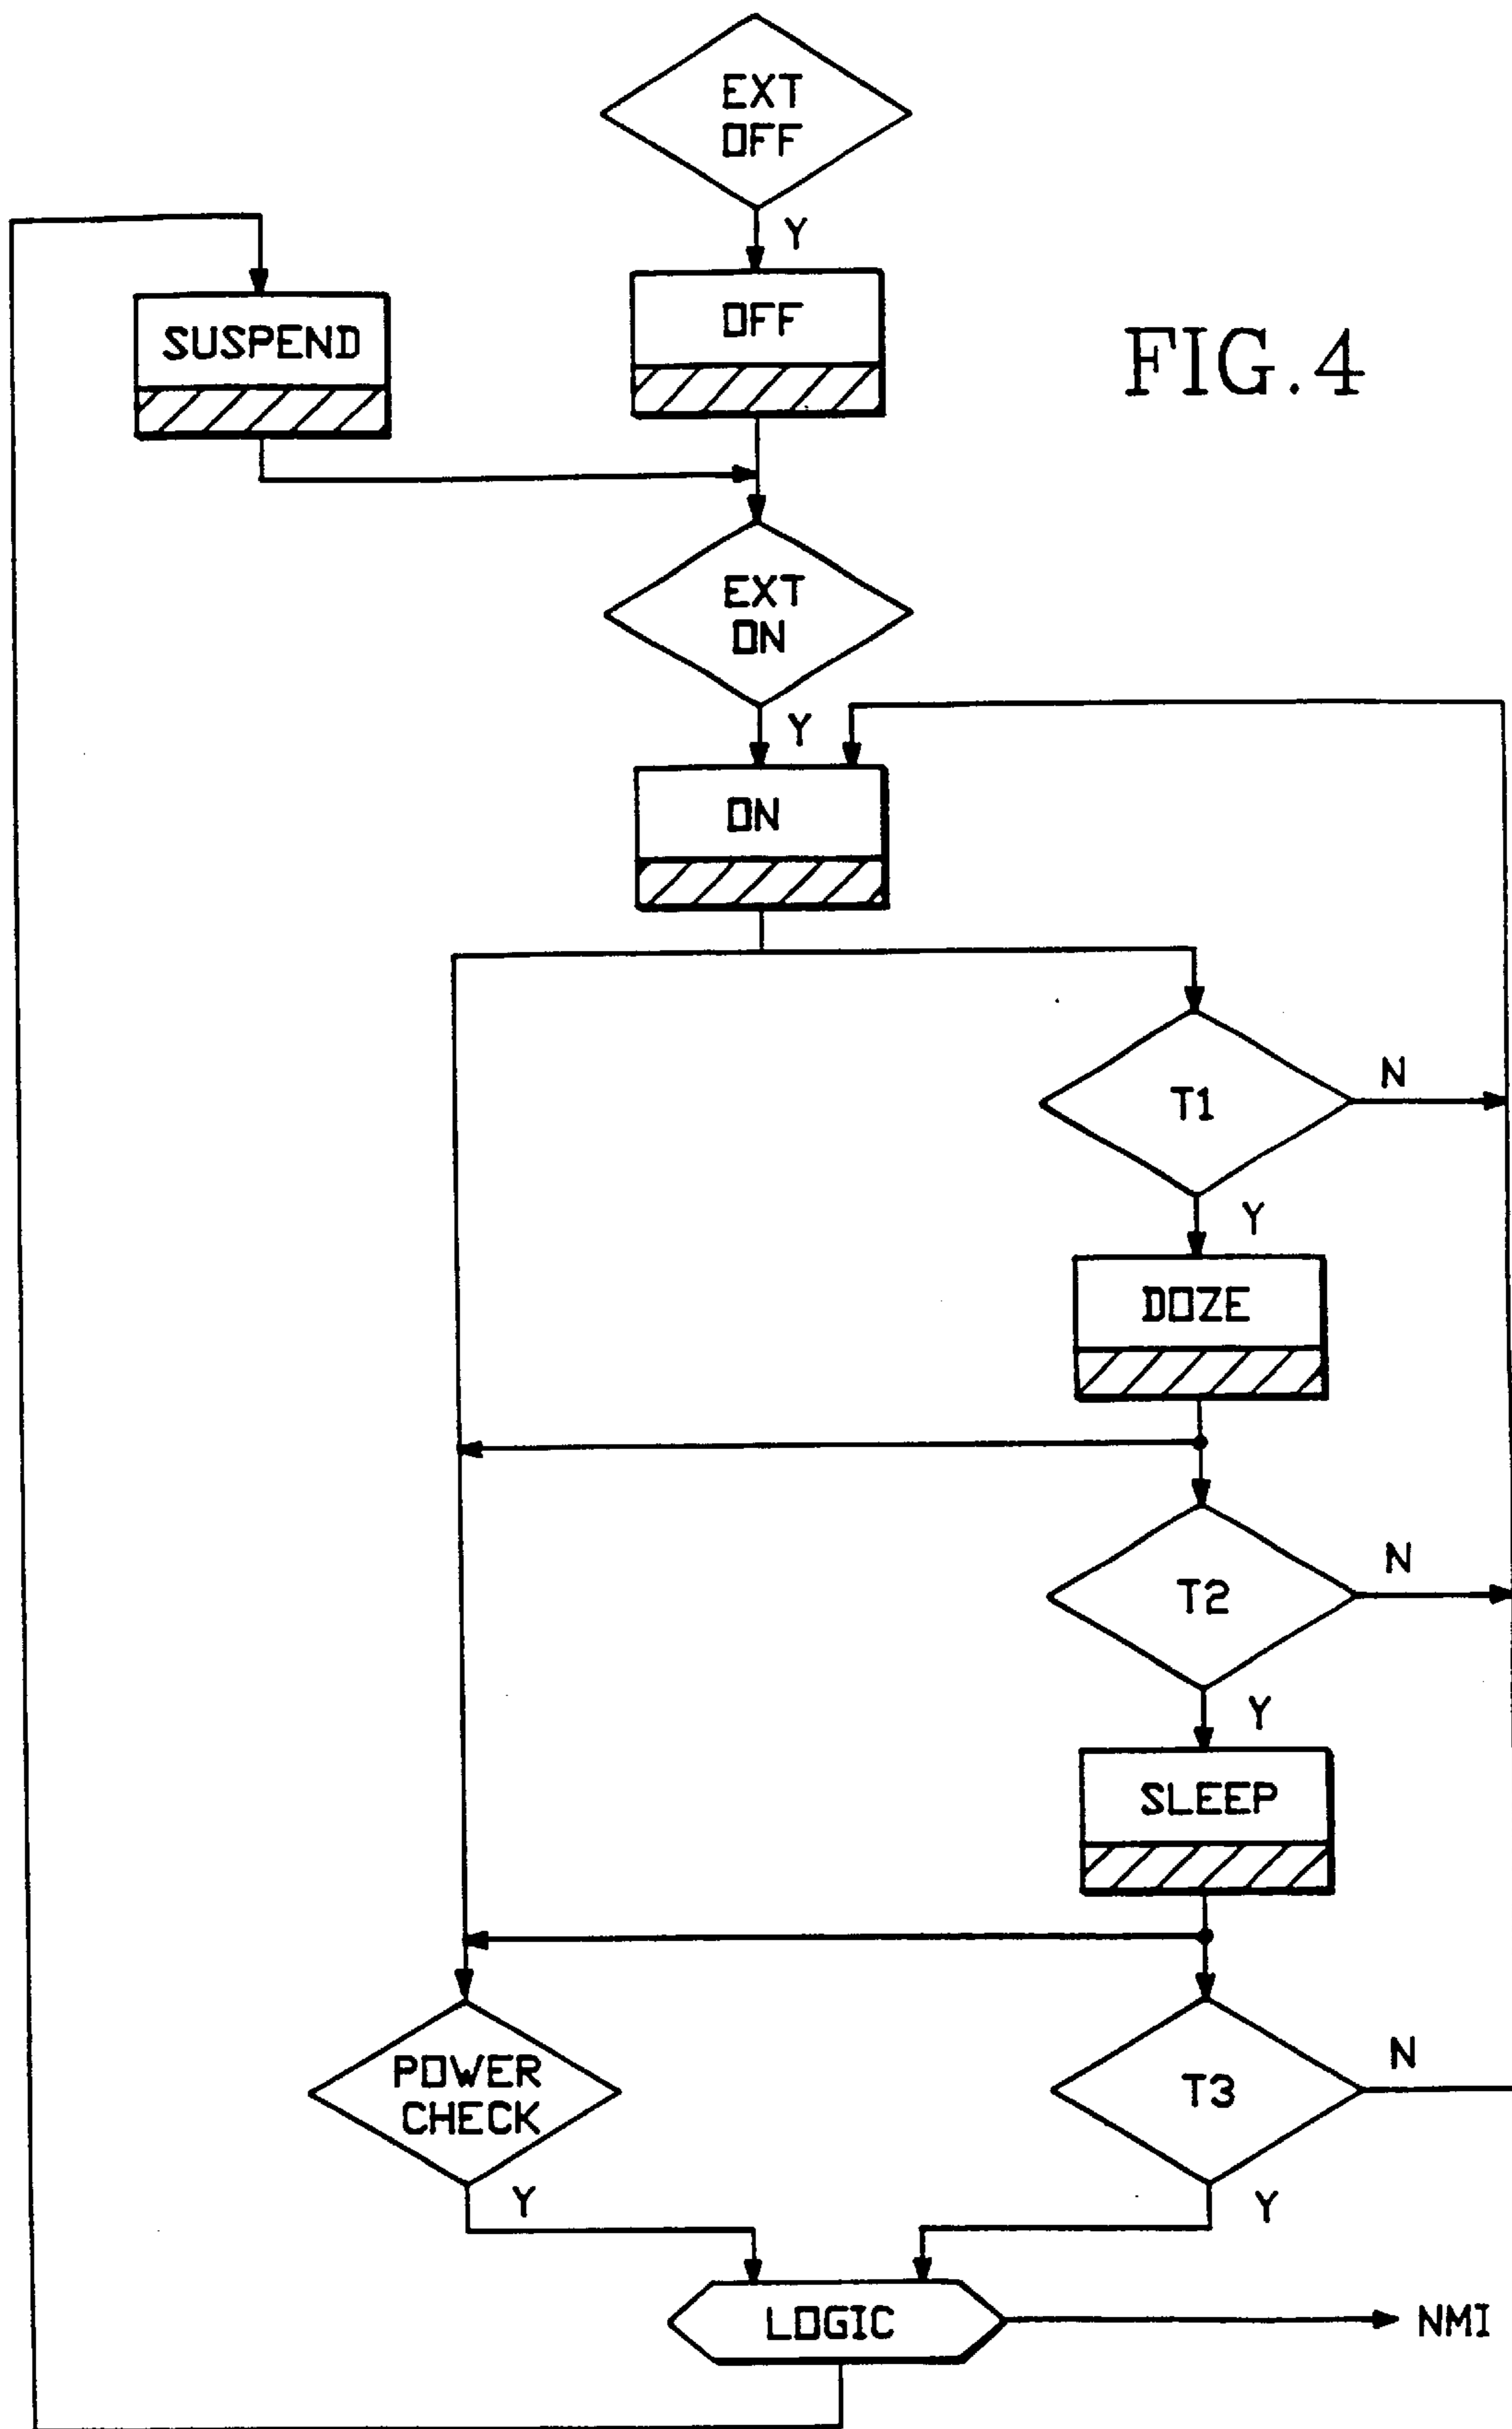 EXT
OFF
Y
OFF
SUSPEND
FIG.4
EXT
ON
Y
ON
T1
N
Y
DOZE
T2
N
Y
SLEEP
POWER
CHECK
T3
N
Y
Y
LOGIC
NMI